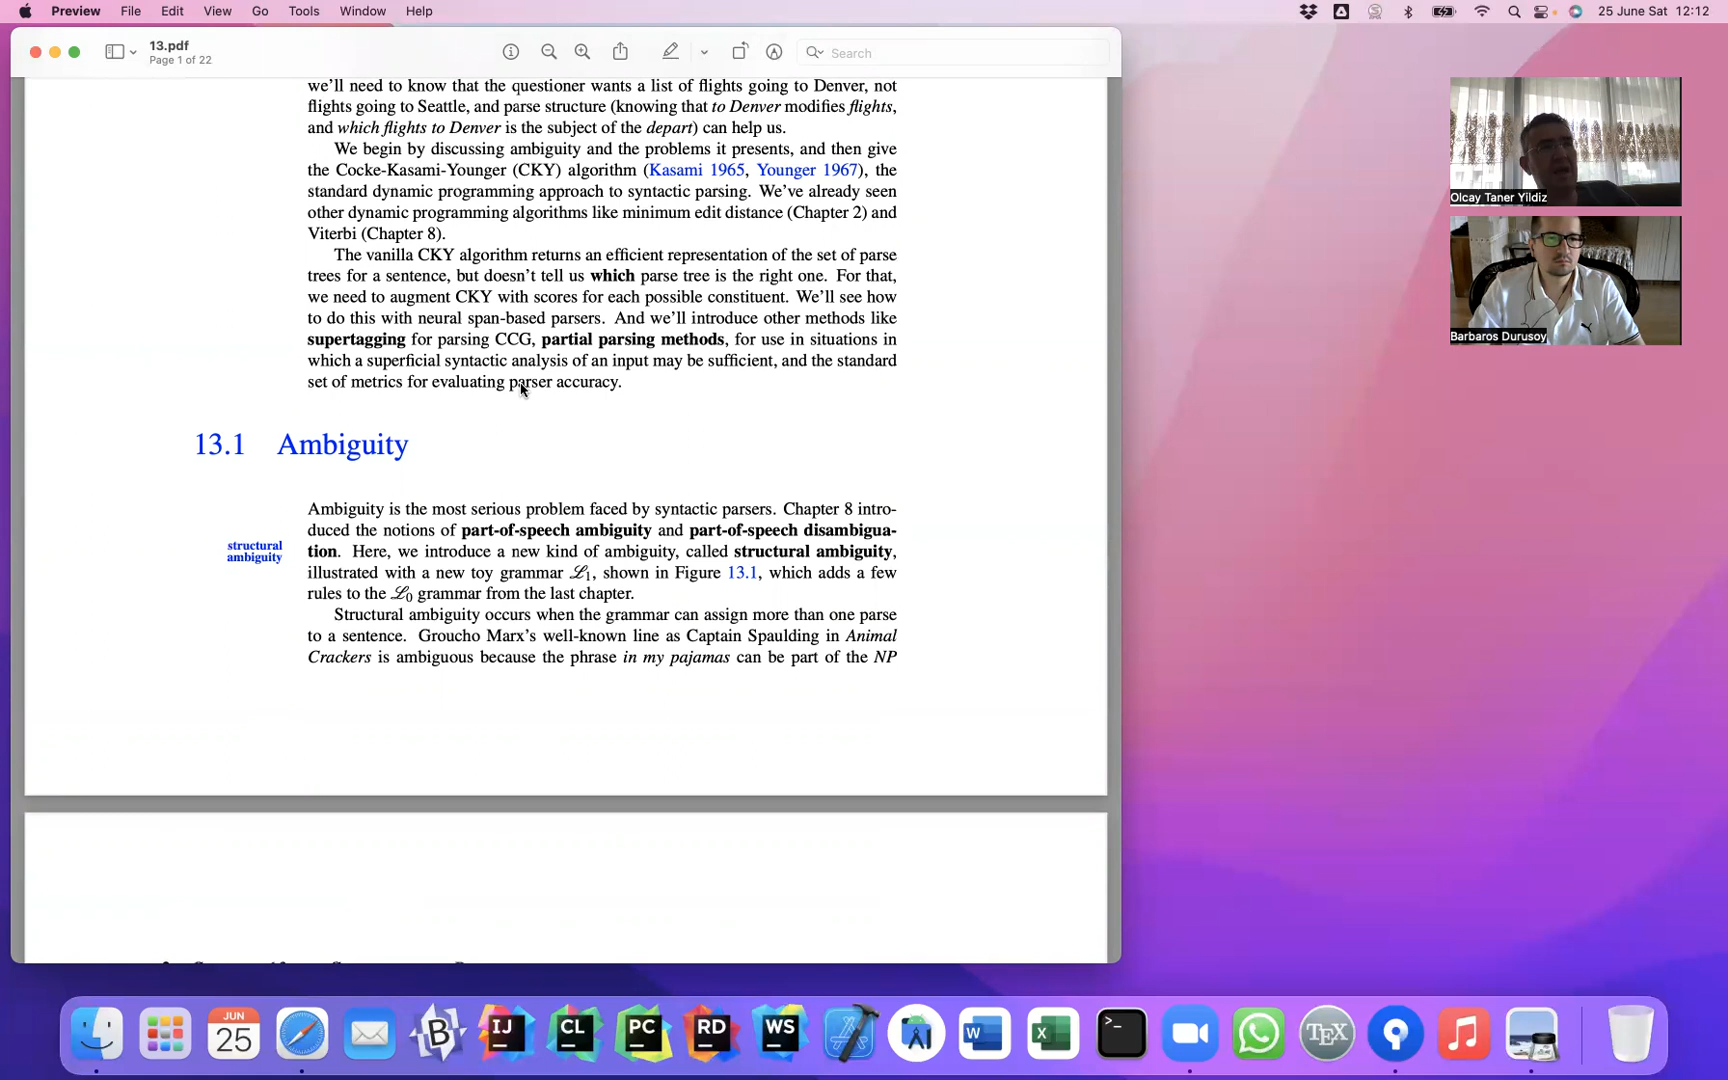 Preview File Edit View Go Tools Window Help
25 June Sat 12:12
13.pdf
Page 1 of 22
Search
we'll need to know that the questioner wants a list of flights going to Denver, not
flights going to Seattle, and parse structure (knowing that to Denver modifies flights,
and which flights to Denver is the subject of the depart) can help us.
We begin by discussing ambiguity and the problems it presents, and then give
the Cocke-Kasami-Younger (CKY) algorithm (Kasami 1965, Younger 1967), the
standard dynamic programming approach to syntactic parsing. We've already seen
other dynamic programming algorithms like minimum edit distance (Chapter 2) and
Viterbi (Chapter 8).
The vanilla CKY algorithm returns an efficient representation of the set of parse
trees for a sentence, but doesn't tell us which parse tree is the right one. For that,
we need to augment CKY with scores for each possible constituent. We'll see how
to do this with neural span-based parsers. And we'll introduce other methods like
supertagging for parsing CCG, partial parsing methods, for use in situations in
which a superficial syntactic analysis of an input may be sufficient, and the standard
set of metrics for evaluating parser accuracy.
13.1 Ambiguity
Ambiguity is the most serious problem faced by syntactic parsers. Chapter 8 intro-
duced the notions of part-of-speech ambiguity and part-of-speech disambigua-
tion. Here, we introduce a new kind of ambiguity, called structural ambiguity,
illustrated with a new toy grammar ℒ1, shown in Figure 13.1, which adds a few
rules to the ℒ0 grammar from the last chapter.
structural
ambiguity
Structural ambiguity occurs when the grammar can assign more than one parse
to a sentence. Groucho Marx's well-known line as Captain Spaulding in Animal
Crackers is ambiguous because the phrase in my pajamas can be part of the NP
Olcay Taner Yildiz
Barbaros Durusoy
JUN
25
B
IJ
CL
PC
RD
WS
W
X
>_
TEX